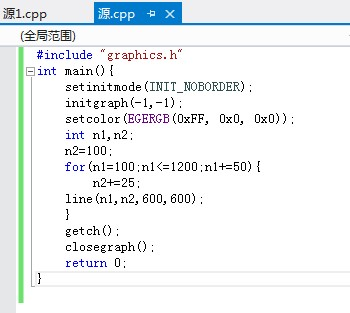 源1.cpp 源.cpp
(全局范围)
#include "graphics.h"
int main(){
    setinitmode(INIT_NOBORDER);
    initgraph(-1,-1);
    setcolor(EGERGB(0xFF, 0x0, 0x0));
    int n1,n2;
    n2=100;
    for(n1=100;n1<=1200;n1+=50){
        n2+=25;
    line(n1,n2,600,600);
    }
    getch();
    closegraph();
    return 0;
}